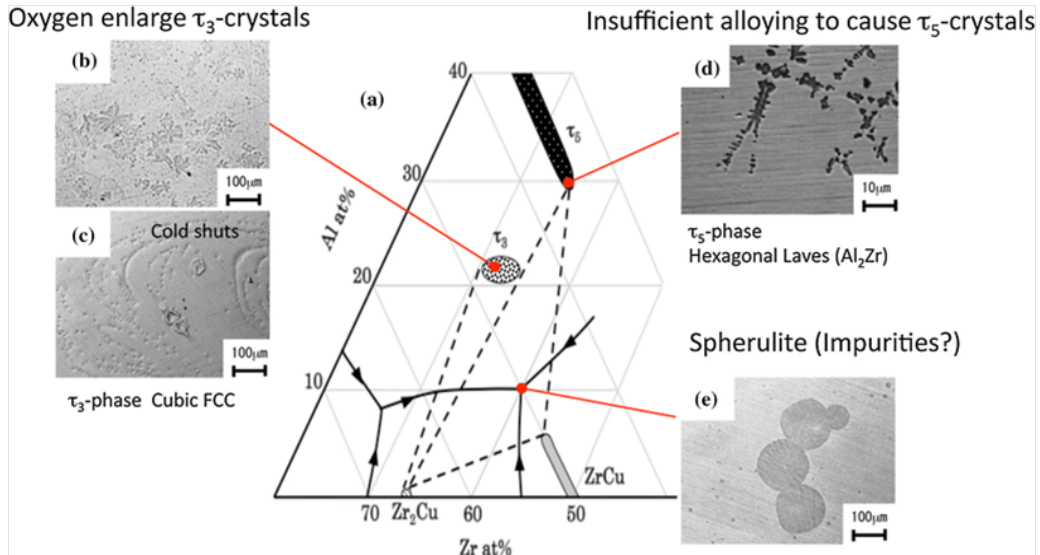 Oxygen enlarge τ₃-crystals
Insufficient alloying to cause τ₅-crystals
(b)
100μm
(c)
Cold shuts
100μm
τ₃-phase Cubic FCC
(a)
40
30
20
10
Al at%
τ₅
τ₃
Zr₂Cu
ZrCu
70
60
50
Zr at%
(d)
10μm
τ₅-phase
Hexagonal Laves (Al₂Zr)
Spherulite (Impurities?)
(e)
100μm